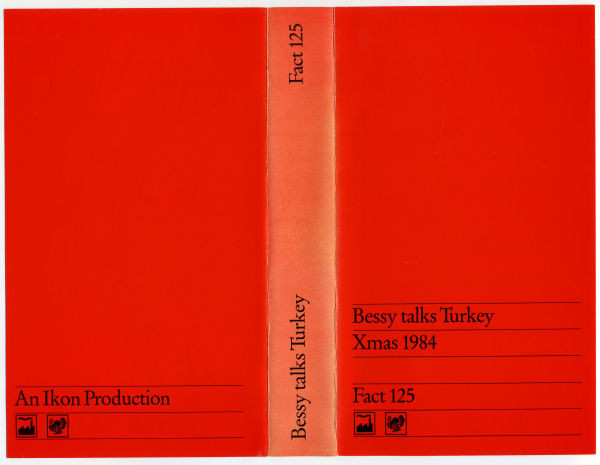 An Ikon Production
Bessy talks Turkey
Fact 125
Bessy talks Turkey
Xmas 1984
Fact 125